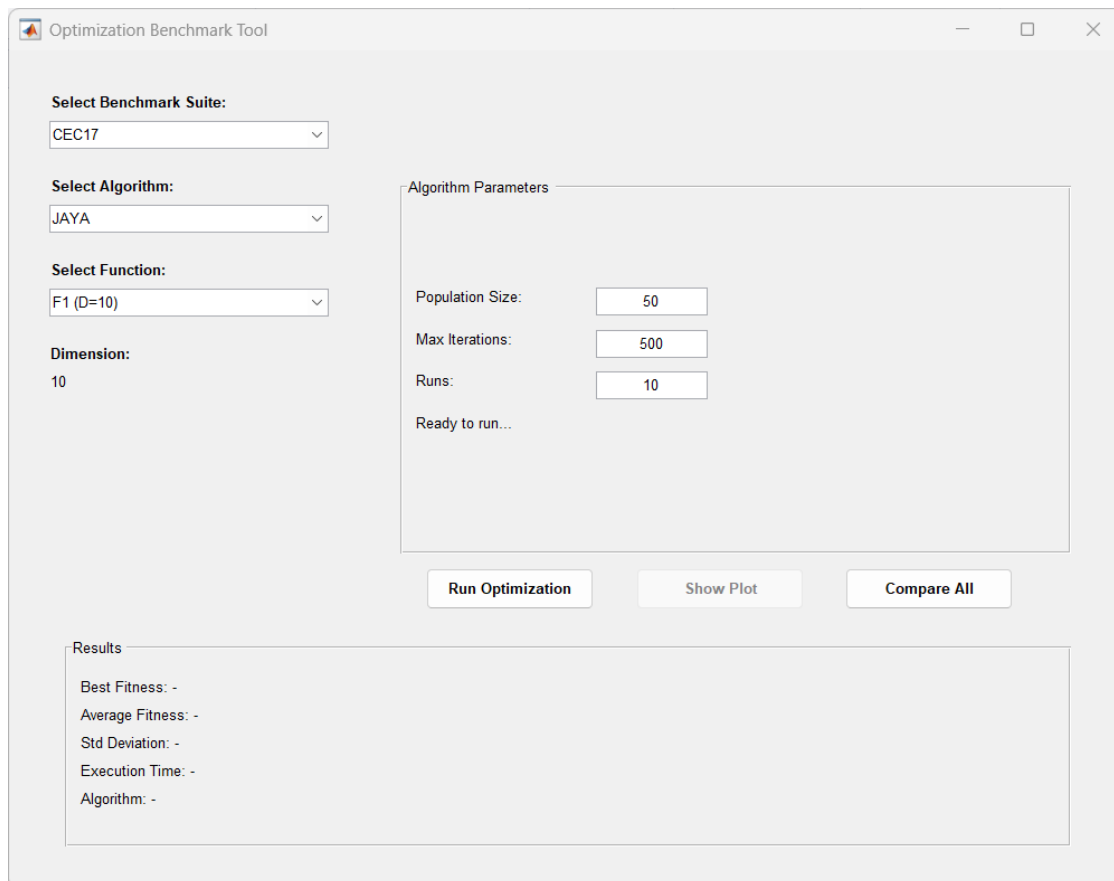 Optimization Benchmark Tool
Select Benchmark Suite:
CEC17
Select Algorithm:
JAYA
Select Function:
F1 (D=10)
Dimension:
10
Algorithm Parameters
Population Size:
50
Max Iterations:
500
Runs:
10
Ready to run...
Run Optimization
Show Plot
Compare All
Results
Best Fitness: -
Average Fitness: -
Std Deviation: -
Execution Time: -
Algorithm: -